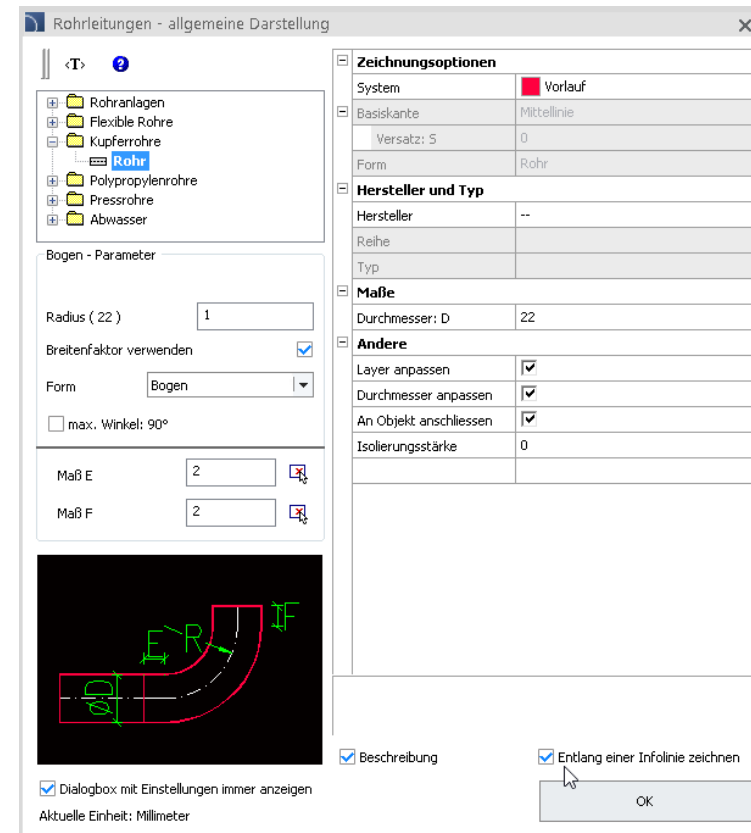 Rohrleitungen - allgemeine Darstellung
‹T›
Rohranlagen
Flexible Rohre
Kupferrohre
Rohr
Polypropylenrohre
Pressrohre
Abwasser
Bogen - Parameter
Radius ( 22 ) 1
Breitenfaktor verwenden
Form Bogen
max. Winkel: 90°
Maß E 2
Maß F 2
E R F
øD
Dialogbox mit Einstellungen immer anzeigen
Aktuelle Einheit: Millimeter
Zeichnungsoptionen
System Vorlauf
Basiskante Mittellinie
Versatz: S 0
Form Rohr
Hersteller und Typ
Hersteller --
Reihe
Typ
Maße
Durchmesser: D 22
Andere
Layer anpassen
Durchmesser anpassen
An Objekt anschliessen
Isolierungsstärke 0
Beschreibung Entlang einer Infolinie zeichnen
OK